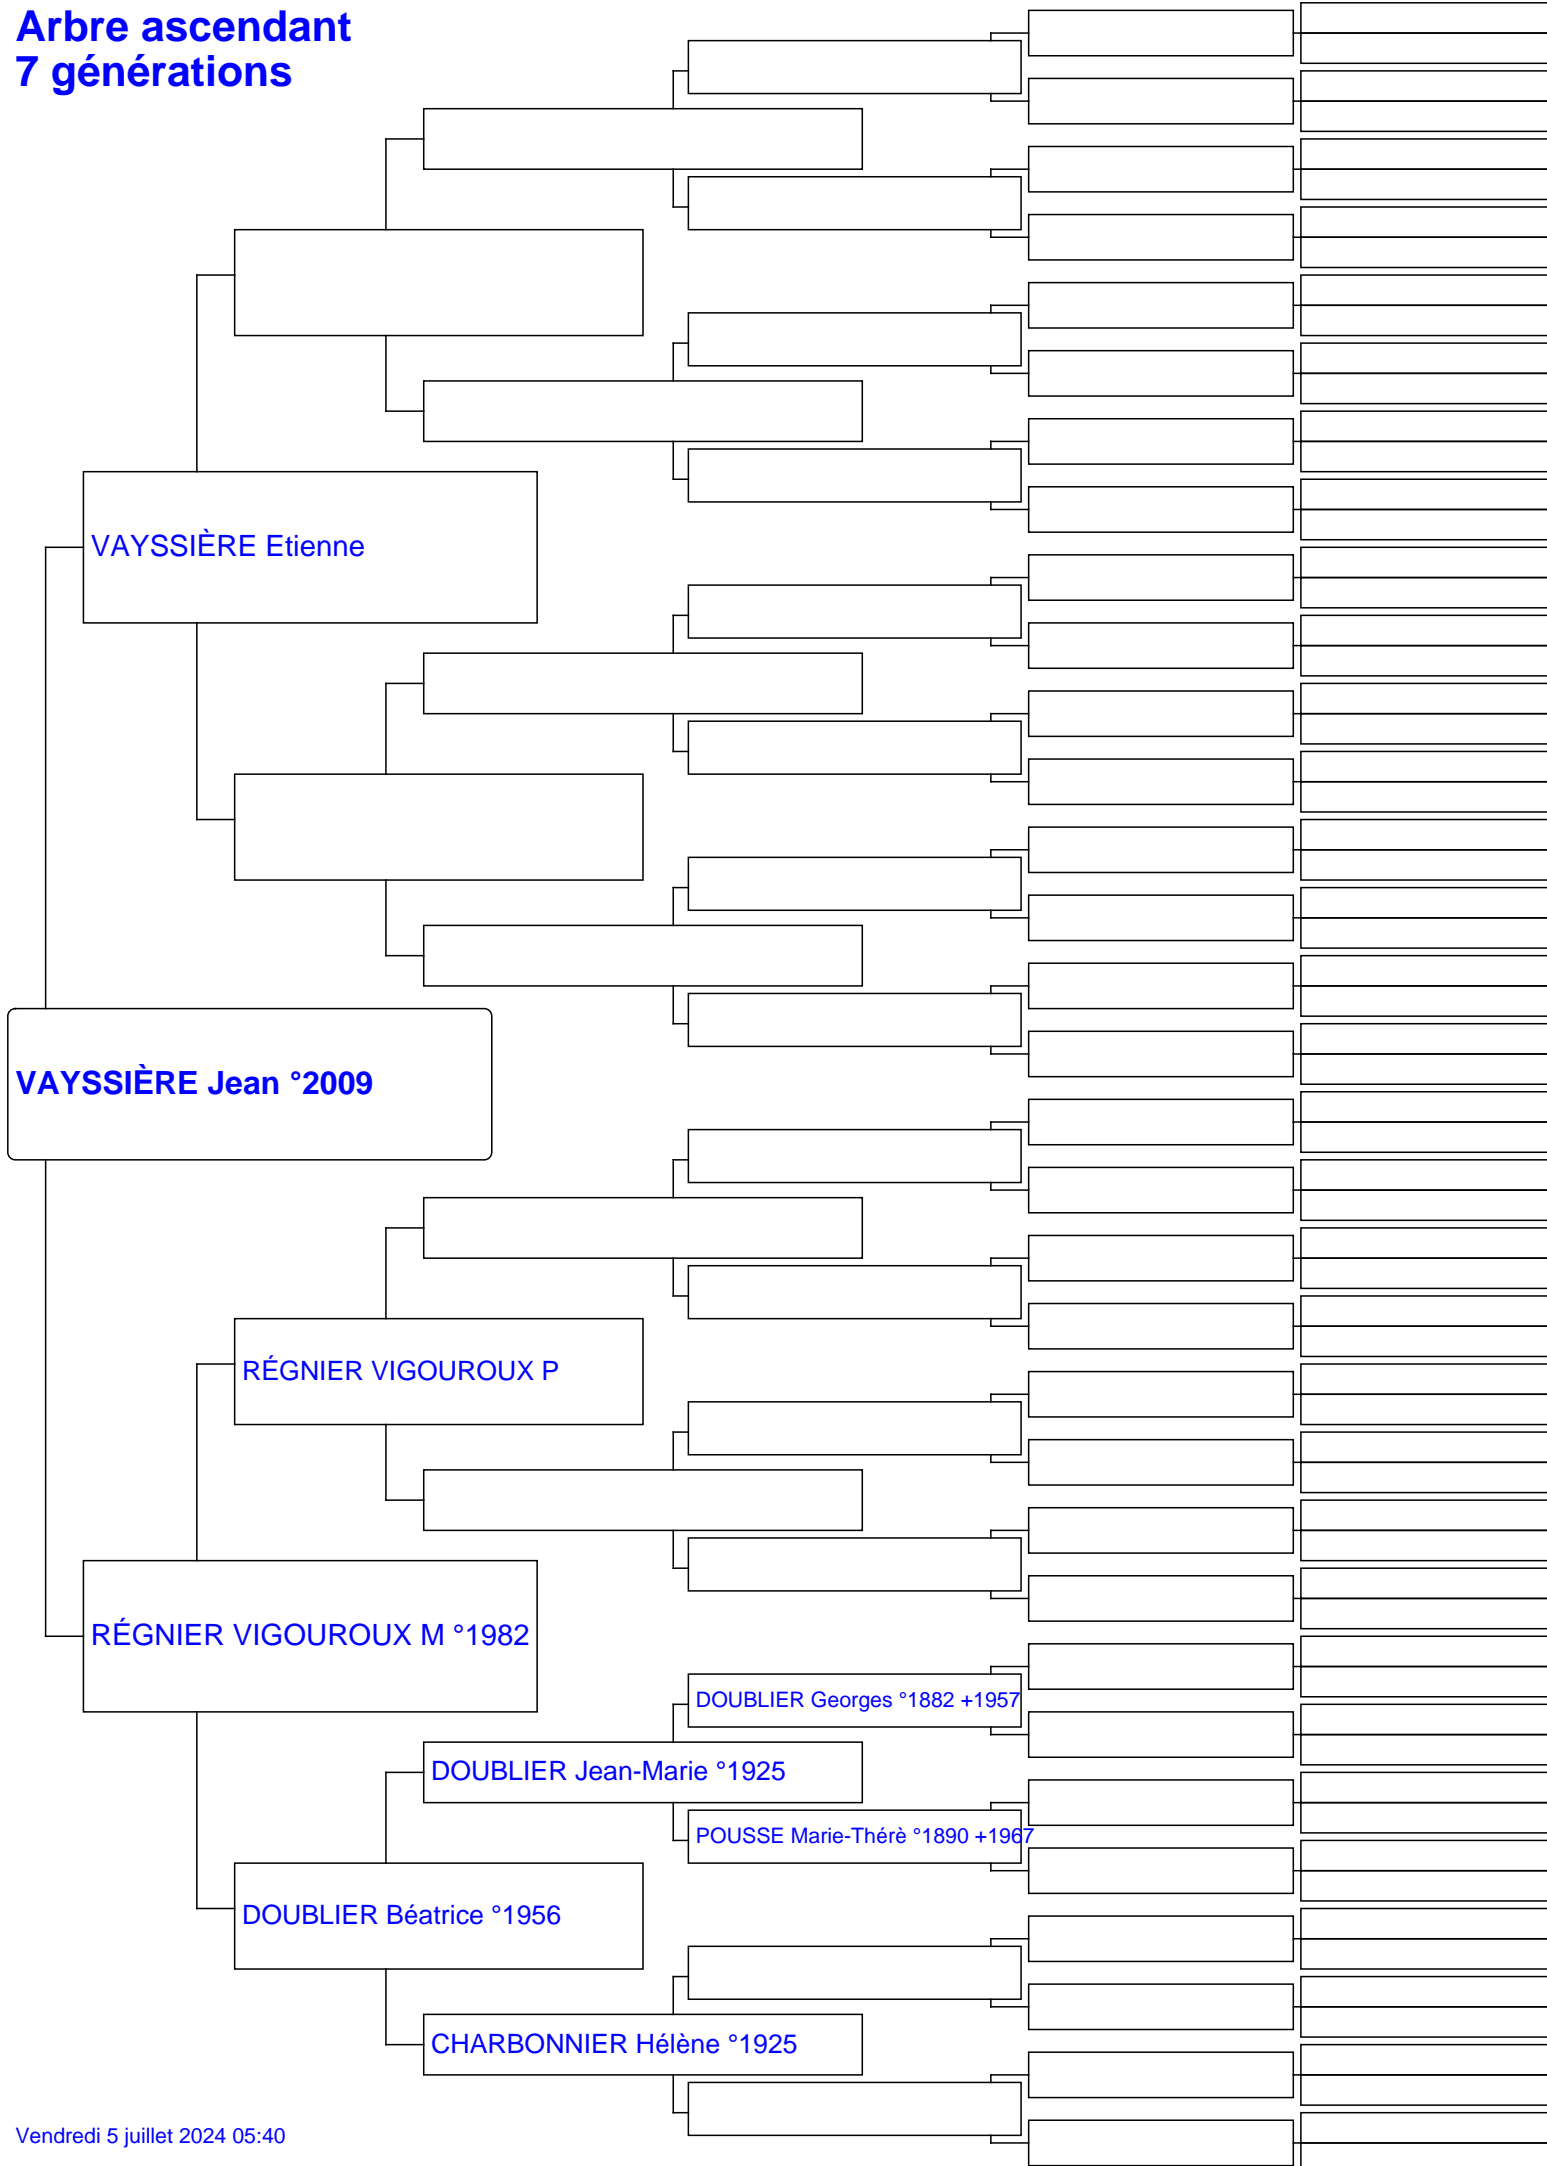 Arbre ascendant
7 générations
VAYSSIÈRE Etienne
VAYSSIÈRE Jean °2009
RÉGNIER VIGOUROUX P
RÉGNIER VIGOUROUX M °1982
DOUBLIER Georges °1882 +1957
DOUBLIER Jean-Marie °1925
POUSSE Marie-Thérè °1890 +1967
DOUBLIER Béatrice °1956
CHARBONNIER Hélène °1925
Vendredi 5 juillet 2024 05:40